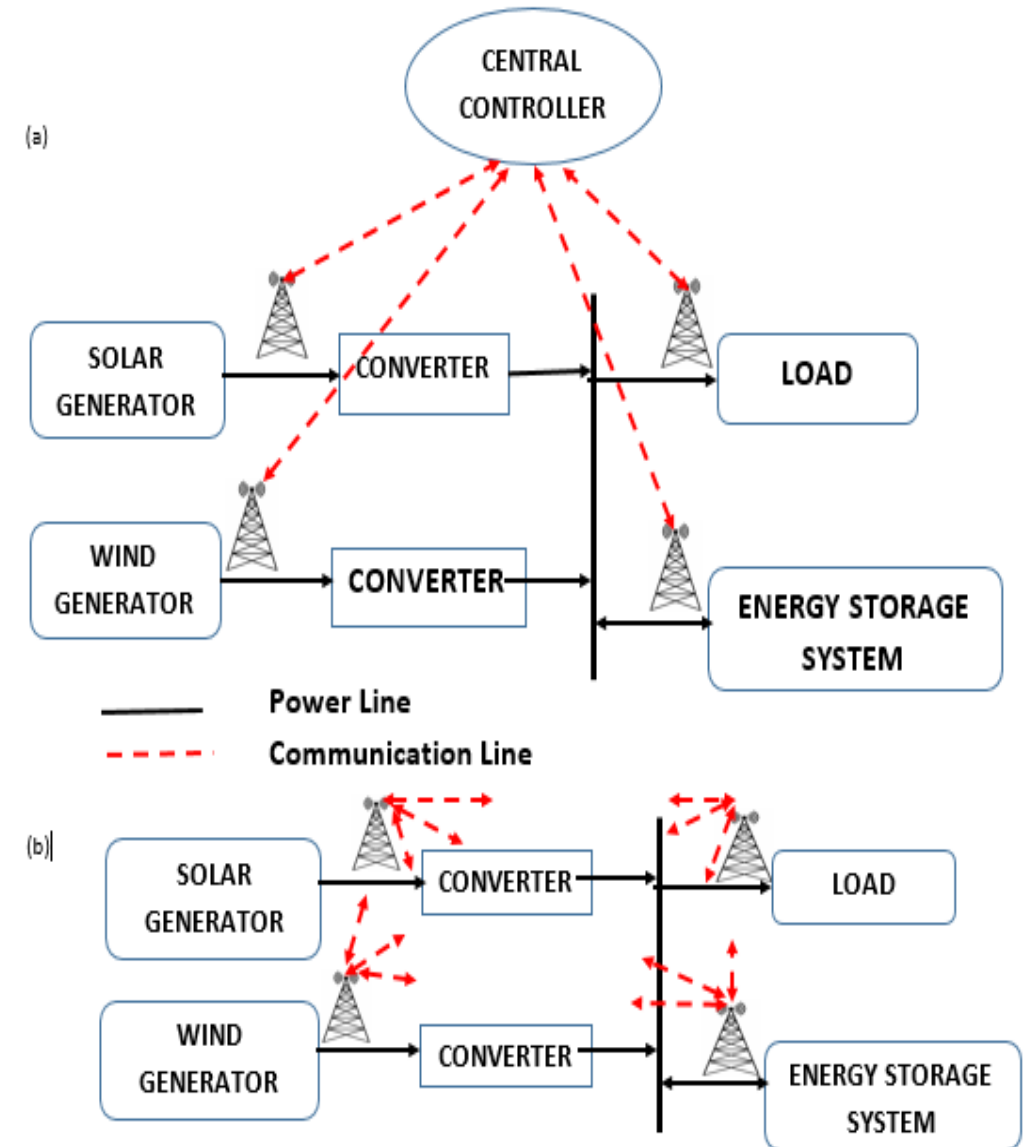 CENTRAL
CONTROLLER
(a)
SOLAR
GENERATOR
CONVERTER
LOAD
WIND
GENERATOR
CONVERTER
ENERGY STORAGE
SYSTEM
Power Line
Communication Line
(b)
SOLAR
GENERATOR
CONVERTER
LOAD
WIND
GENERATOR
CONVERTER
ENERGY STORAGE
SYSTEM